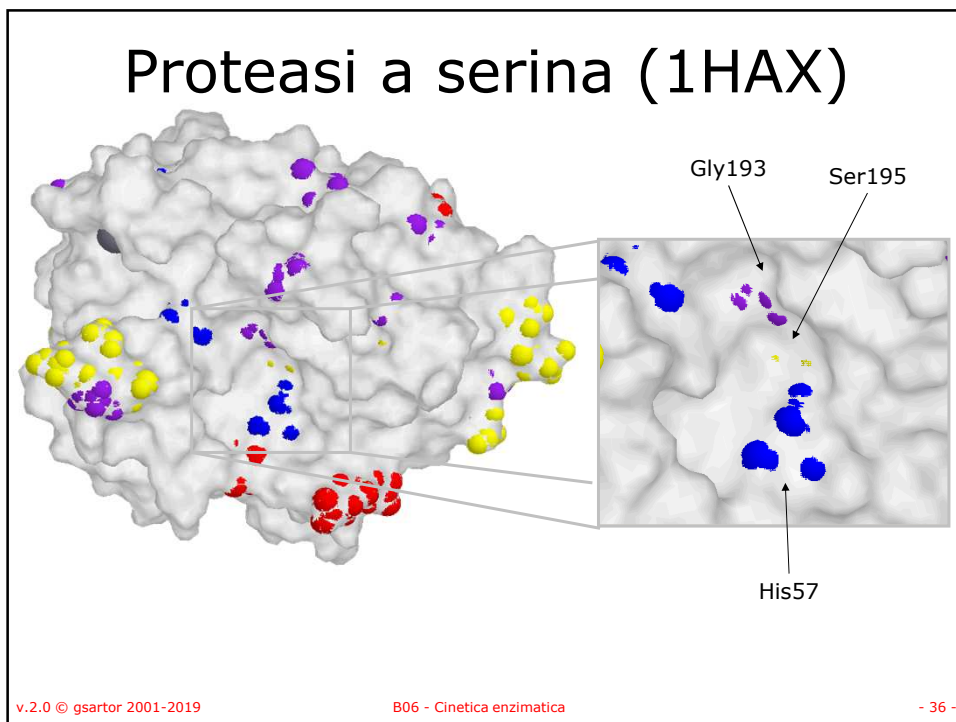 Proteasi a serina (1HAX)
Gly193
Ser195
His57
v.2.0 © gsartor 2001-2019
B06 - Cinetica enzimatica
- 36 -